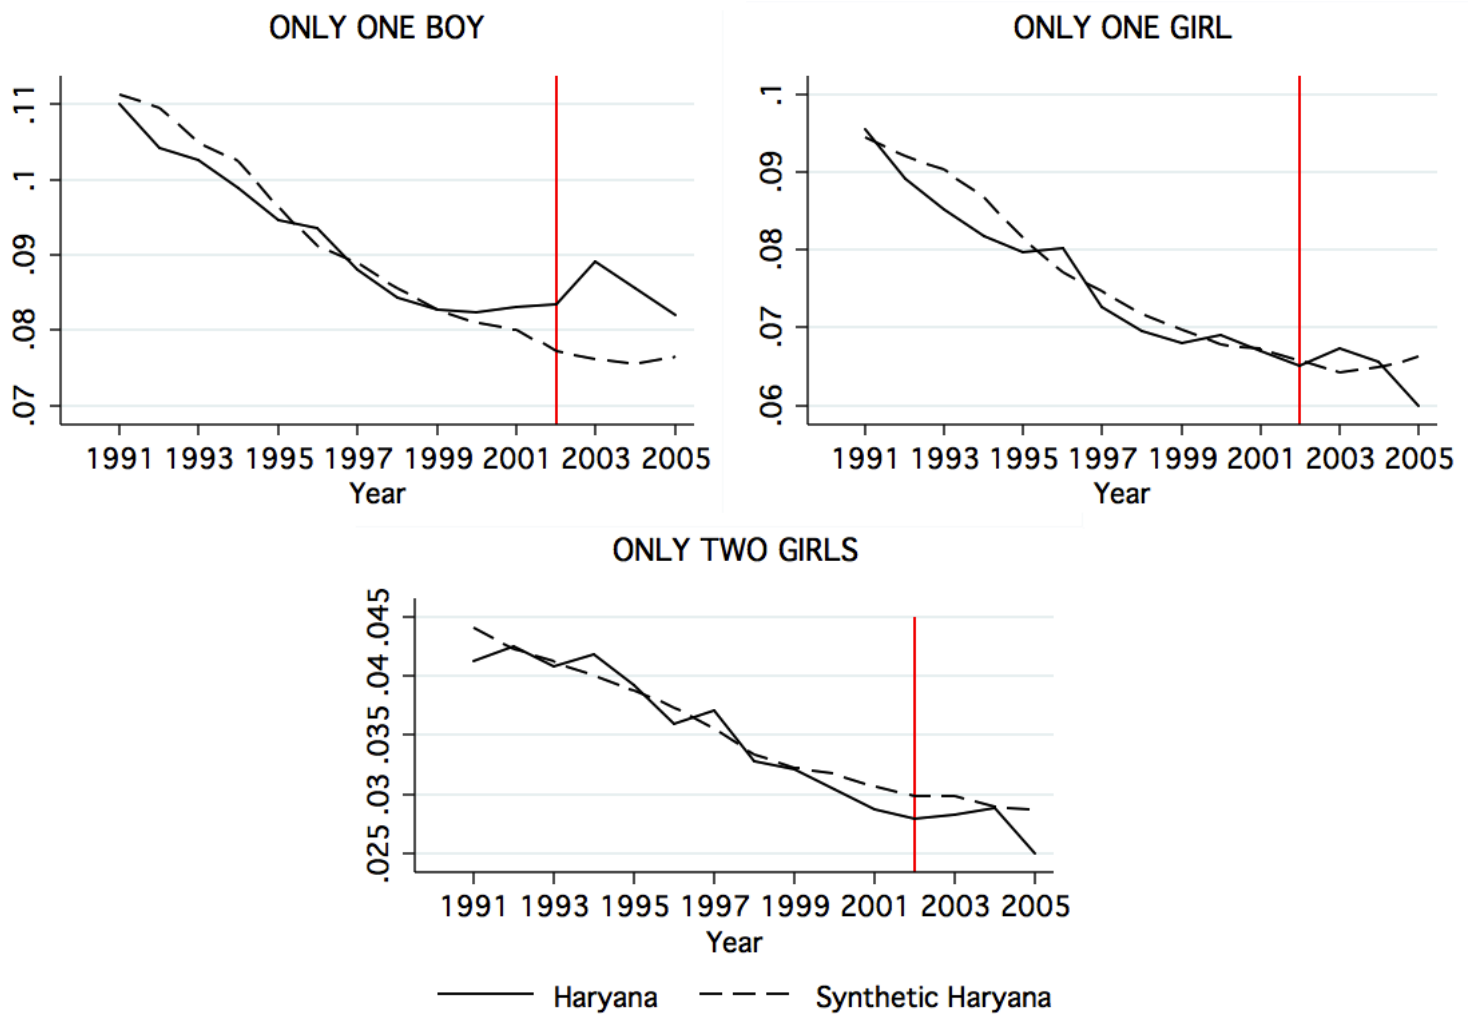 ONLY ONE BOY
.11
.1
.09
.08
.07
1991 1993 1995 1997 1999 2001 2003 2005
Year
ONLY ONE GIRL
.1
.09
.08
.07
.06
1991 1993 1995 1997 1999 2001 2003 2005
Year
ONLY TWO GIRLS
.045
.04
.035
.03
.025
1991 1993 1995 1997 1999 2001 2003 2005
Year
Haryana Synthetic Haryana